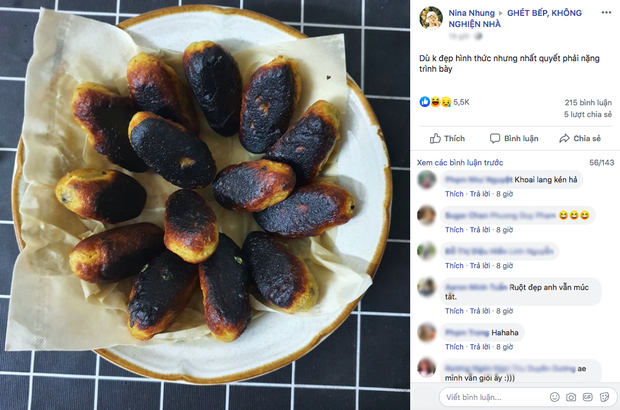 Nina Nhung ▸ GHÉT BẾP, KHÔNG
NGHIỆN NHÀ
Dù k đẹp hình thức nhưng nhất quyết phải nặng
trình bày
5,5K
215 bình luận
5 lượt chia sẻ
Thích Bình luận Chia sẻ
Xem các bình luận trước 56/143
Khoai lang kén hả
Thích · Trả lời · 8 giờ
😂😂😂
Thích · Trả lời · 8 giờ
Thích · Trả lời · 8 giờ
Ruột đẹp anh vẫn múc
tất.
Thích · Trả lời · 8 giờ
Hahaha
Thích · Trả lời · 8 giờ
ae
mình vẫn giỏi ấy :)))
Viết bình luận...